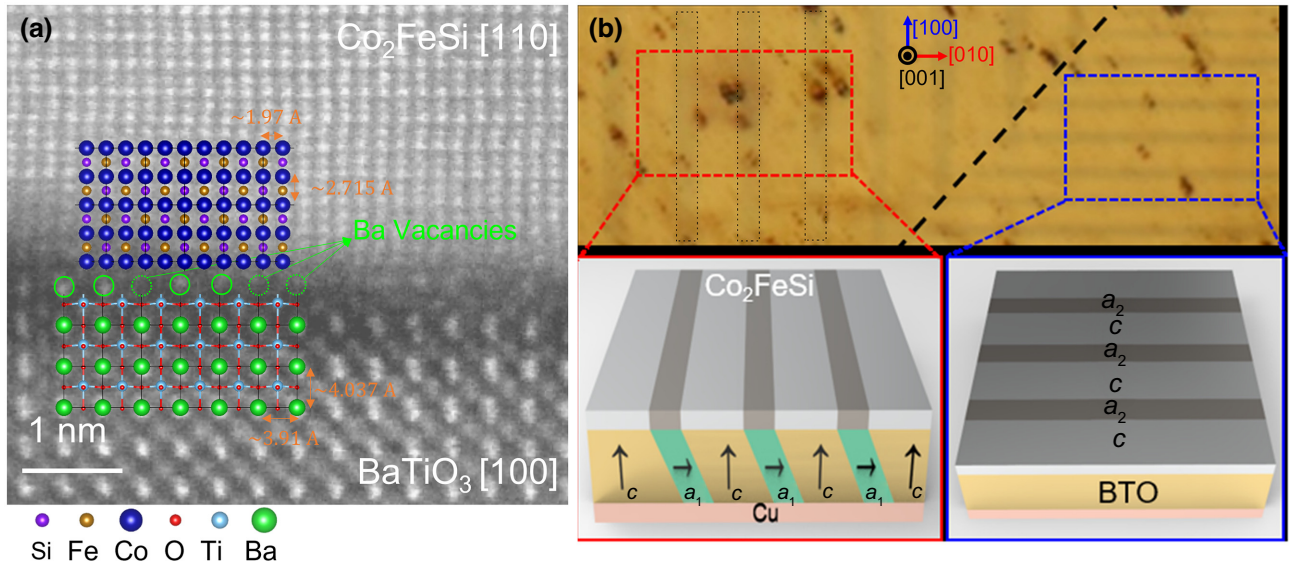 (a)
Co₂FeSi [110]
~1.97 A
~2.715 A
Ba Vacancies
~4.037 A
~3.91 A
1 nm
BaTiO₃ [100]
Si Fe Co O Ti Ba
(b)
[100]
[010]
[001]
Co₂FeSi
c a₁ c a₁ c a₁ c
Cu
a₂
c
a₂
c
a₂
c
BTO